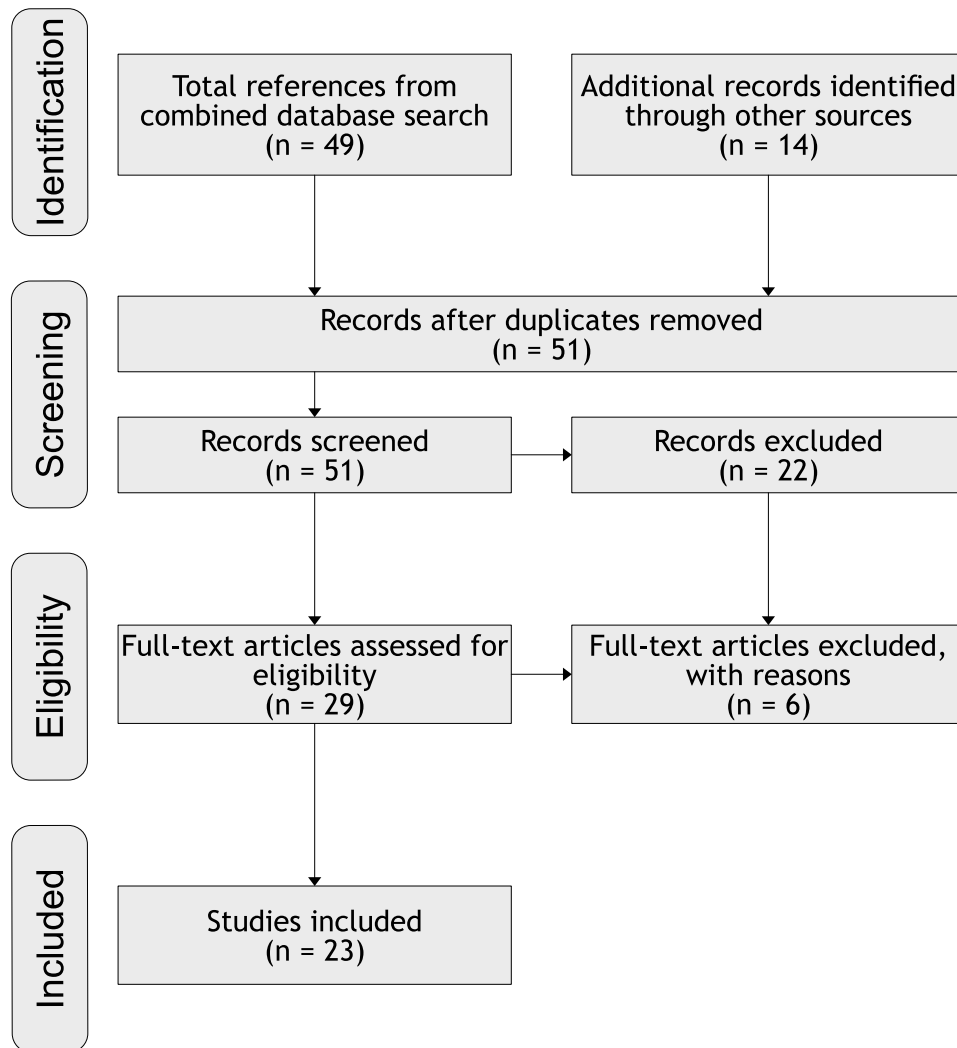 Identification
Total references from
combined database search
(n = 49)
Additional records identified
through other sources
(n = 14)
Screening
Records after duplicates removed
(n = 51)
Records screened
(n = 51)
Records excluded
(n = 22)
Eligibility
Full-text articles assessed for
eligibility
(n = 29)
Full-text articles excluded,
with reasons
(n = 6)
Included
Studies included
(n = 23)